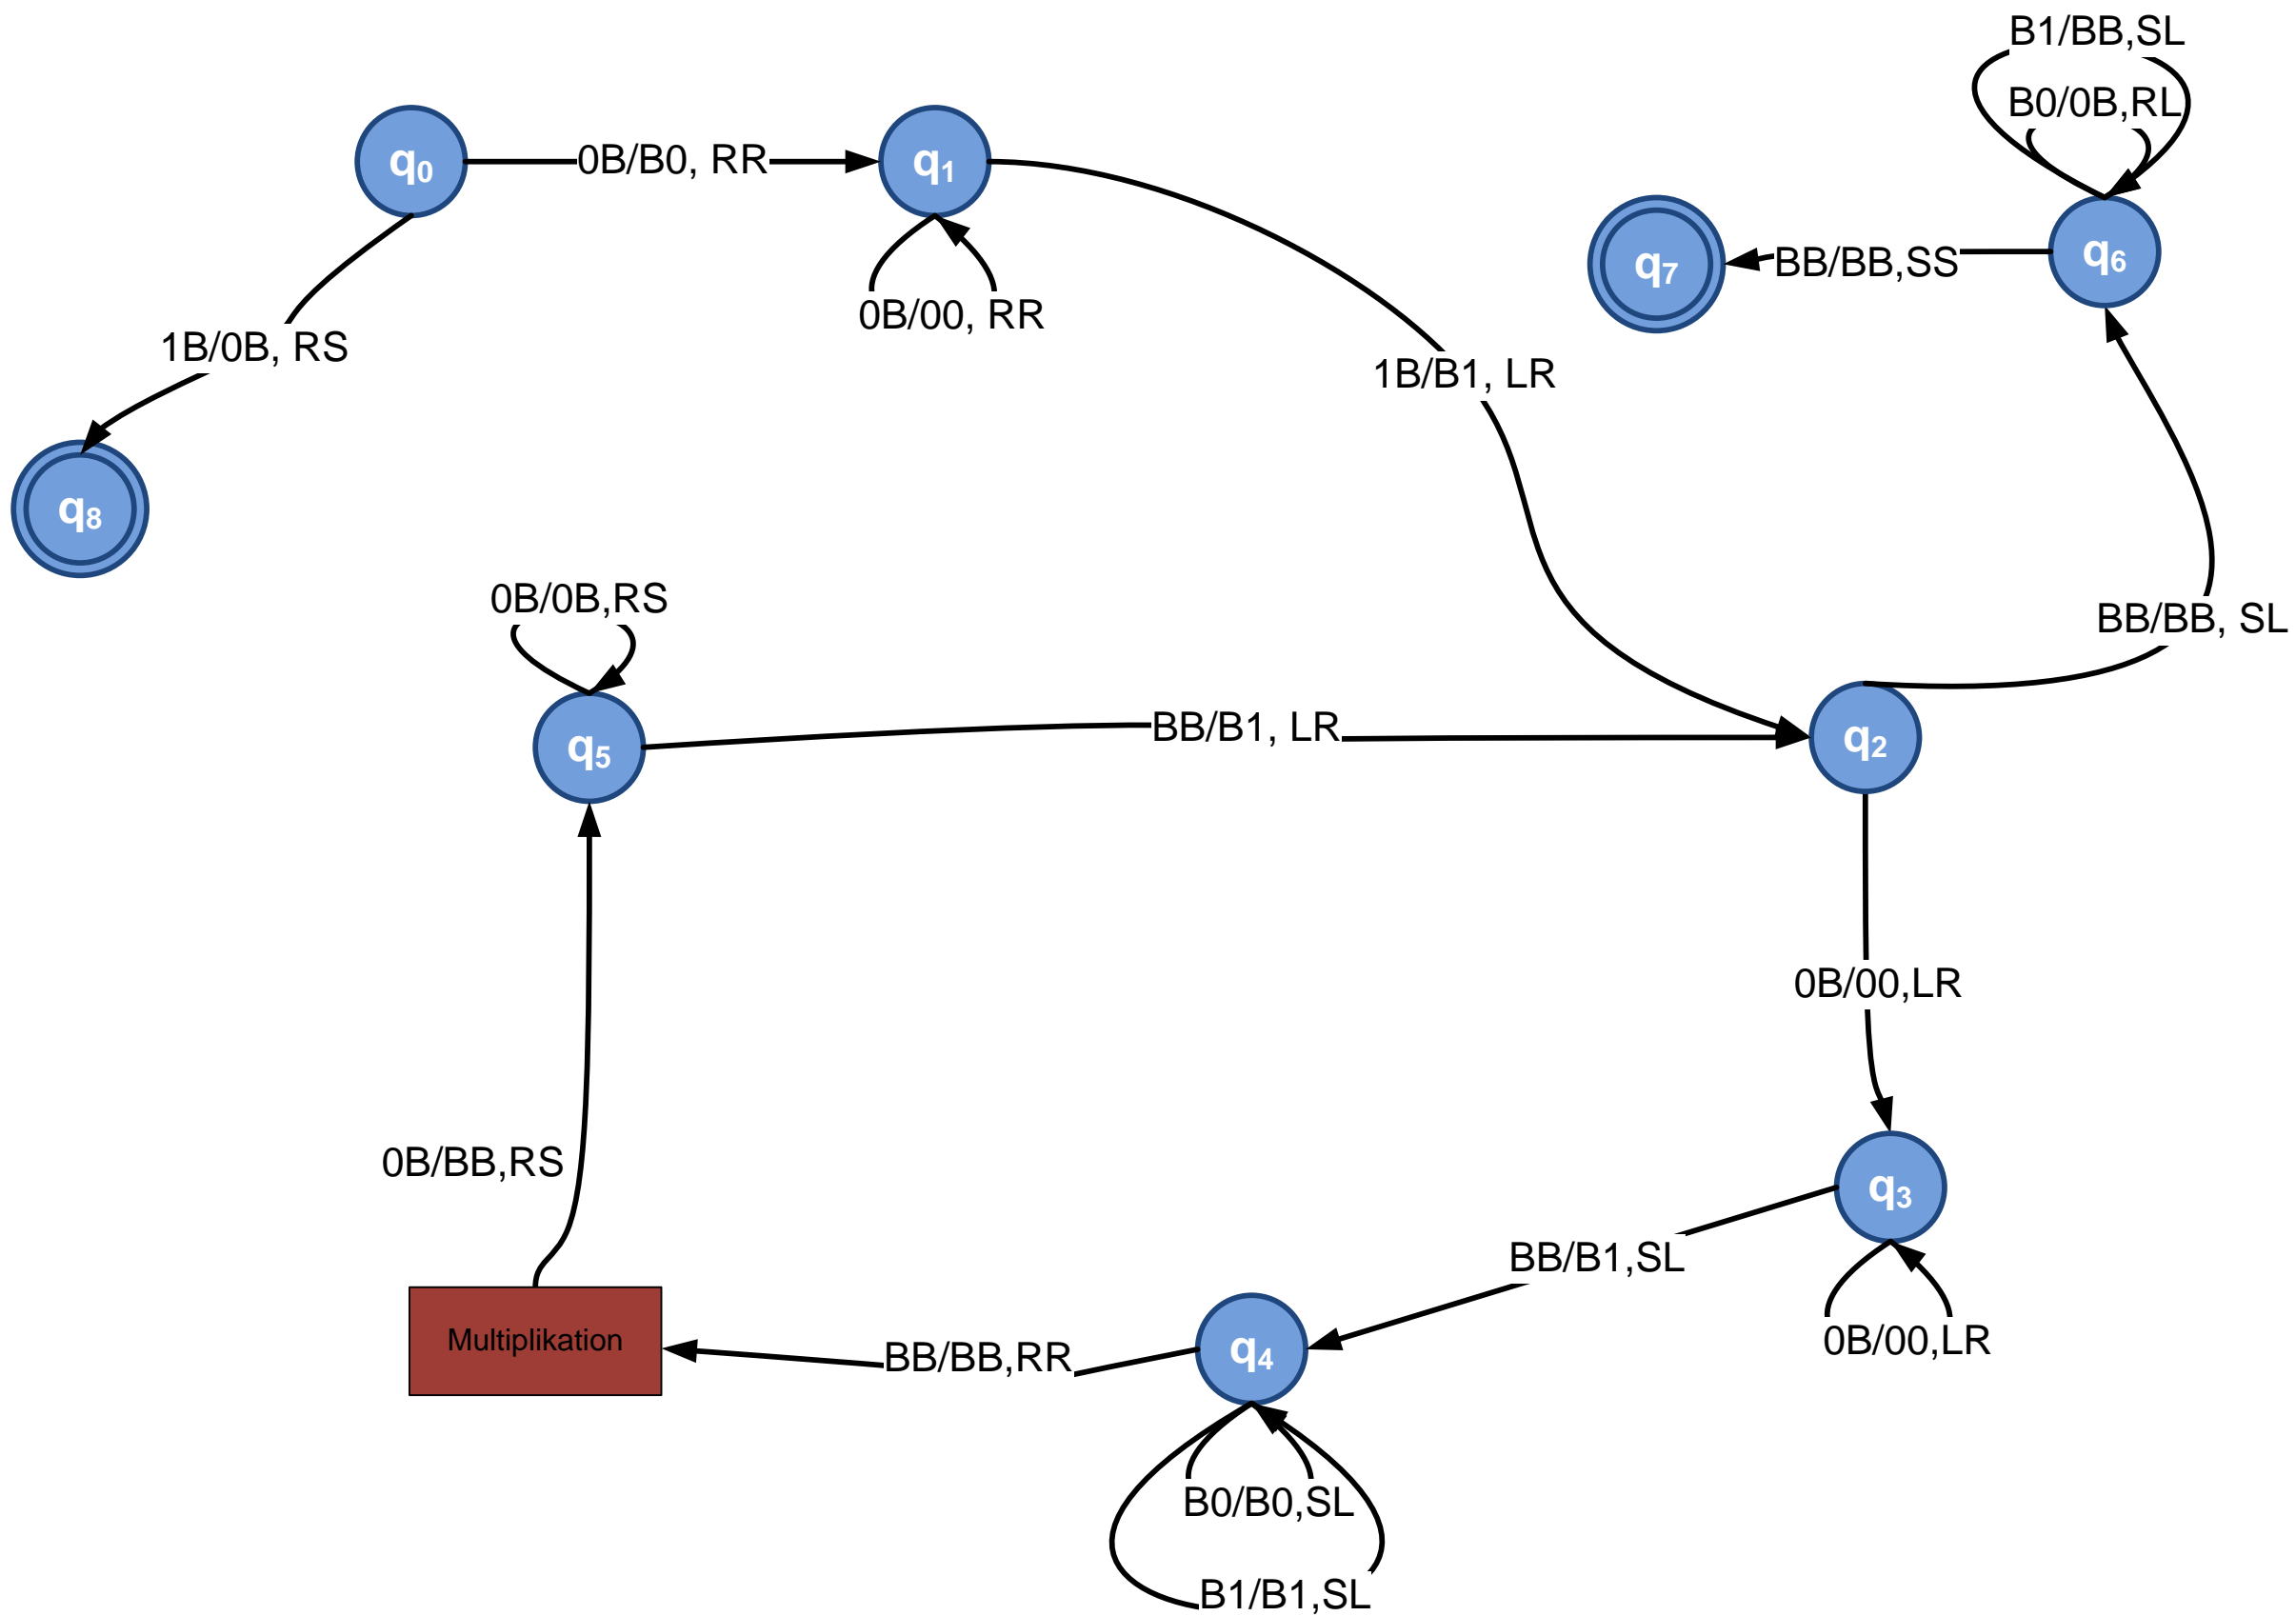 B1/BB,SL
B0/0B,RL
q0
0B/B0, RR
q1
q7
BB/BB,SS
q6
0B/00, RR
1B/0B, RS
1B/B1, LR
q8
0B/0B,RS
BB/BB, SL
q5
BB/B1, LR
q2
0B/00,LR
0B/BB,RS
q3
BB/B1,SL
Multiplikation
BB/BB,RR
q4
0B/00,LR
B0/B0,SL
B1/B1,SL